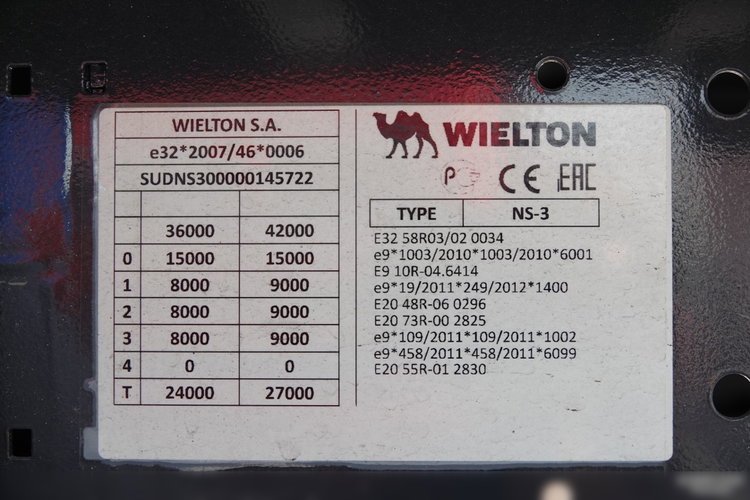 WIELTON S.A.
e32*2007/46*0006
SUDNS300000145722
36000 42000
0 15000 15000
1 8000 9000
2 8000 9000
3 8000 9000
4 0 0
T 24000 27000
WIELTON
P CE EAC
TYPE NS-3
E32 58R03/02 0034
e9*1003/2010*1003/2010*6001
E9 10R-04.6414
e9*19/2011*249/2012*1400
E20 48R-06 0296
E20 73R-00 2825
e9*109/2011*109/2011*1002
e9*458/2011*458/2011*6099
E20 55R-01 2830